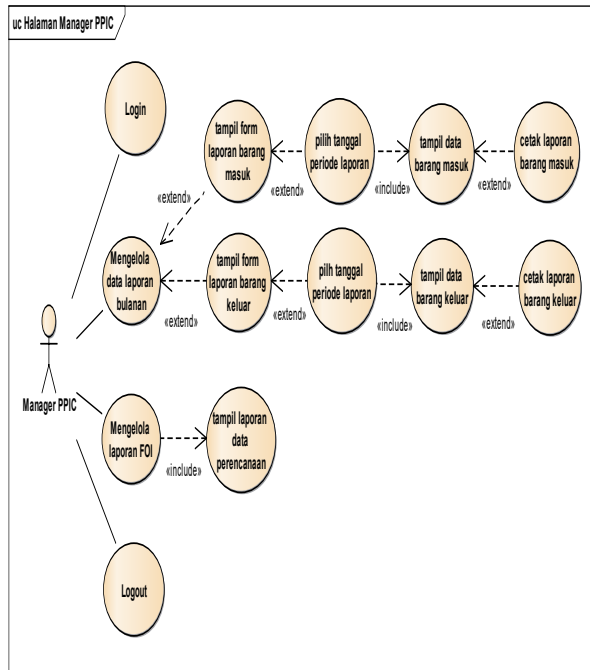 uc Halaman Manager PPIC
Login
tampil form
laporan barang
masuk
pilih tanggal
periode laporan
tampil data
barang masuk
cetak laporan
barang masuk
«extend»
«extend»
«include»
«extend»
Mengelola
data laporan
bulanan
tampil form
laporan barang
keluar
pilh tanggal
periode laporan
tampil data
barang keluar
cetak laporan
barang keluar
«extend»
«extend»
«include»
«extend»
Manager PPIC
Mengelola
laporan FOI
tampil laporan
data
perencanaan
«include»
Logout